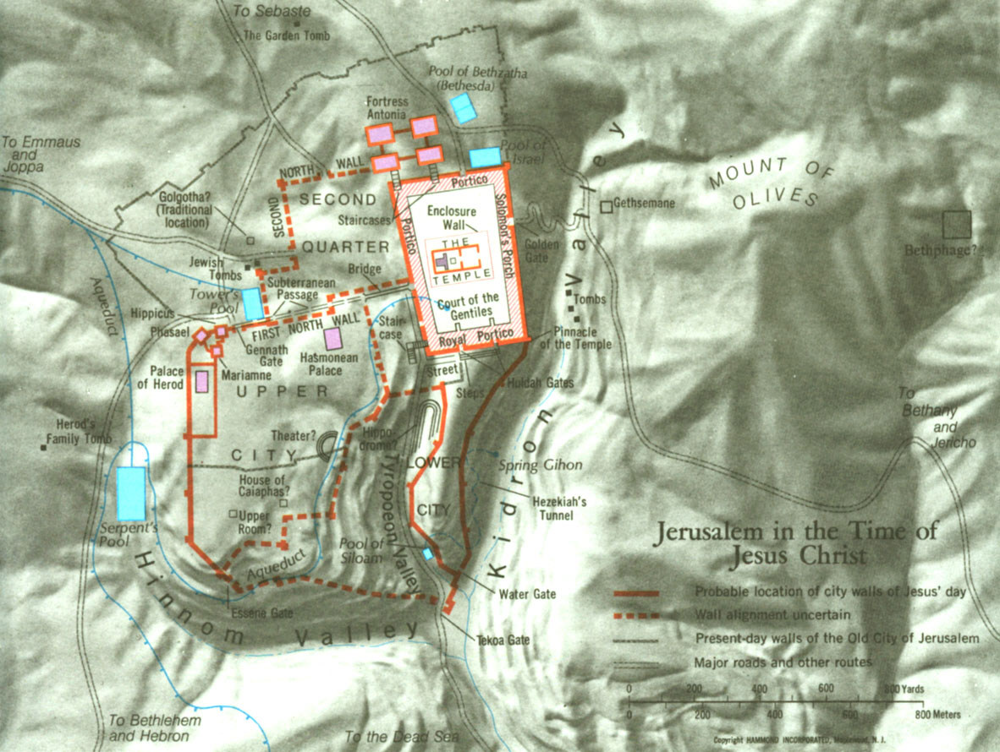 To Sebaste
The Garden Tomb
Pool of Bethzatha
(Bethesda)
Fortress
Antonia
To Emmaus
and
Joppa
Pool of
Israel
NORTH WALL
SECOND
Portico
MOUNT OF
OLIVES
Golgotha?
(Traditional
location)
SECOND
QUARTER
Staircases
Portico
Enclosure
Wall
THE
TEMPLE
Solomon's Porch
Gethsemane
Golden
Gate
Bethphage?
Jewish
Tombs
Bridge
Subterranean
Passage
Tower's
Pool
Court of the
Gentiles
Tombs
Aqueduct
Hippicus
Phasael
FIRST NORTH WALL
Gennath
Gate
Hasmonean
Palace
Stair-
case
Royal Portico
Pinnacle
of the Temple
Mariamne
Palace
of Herod
UPPER
CITY
Street
Steps
Huldah Gates
To
Bethany
and
Jericho
Herod's
Family Tomb
Theater?
Hippo-
drome?
LOWER
CITY
Spring Gihon
House of
Caiaphas?
Upper
Room?
Tyropoeon Valley
Hezekiah's
Tunnel
Kidron Valley
Serpent's
Pool
Pool of
Siloam
Aqueduct
Water Gate
Essene Gate
Hinnom Valley
Tekoa Gate
To Bethlehem
and Hebron
To the Dead Sea
Jerusalem in the Time of
Jesus Christ
Probable location of city walls of Jesus' day
Wall alignment uncertain
Present-day walls of the Old City of Jerusalem
Major roads and other routes
0 200 400 600 800 Yards
0 200 400 600 800 Meters
Copyright HAMMOND INCORPORATED, Maplewood, N. J.